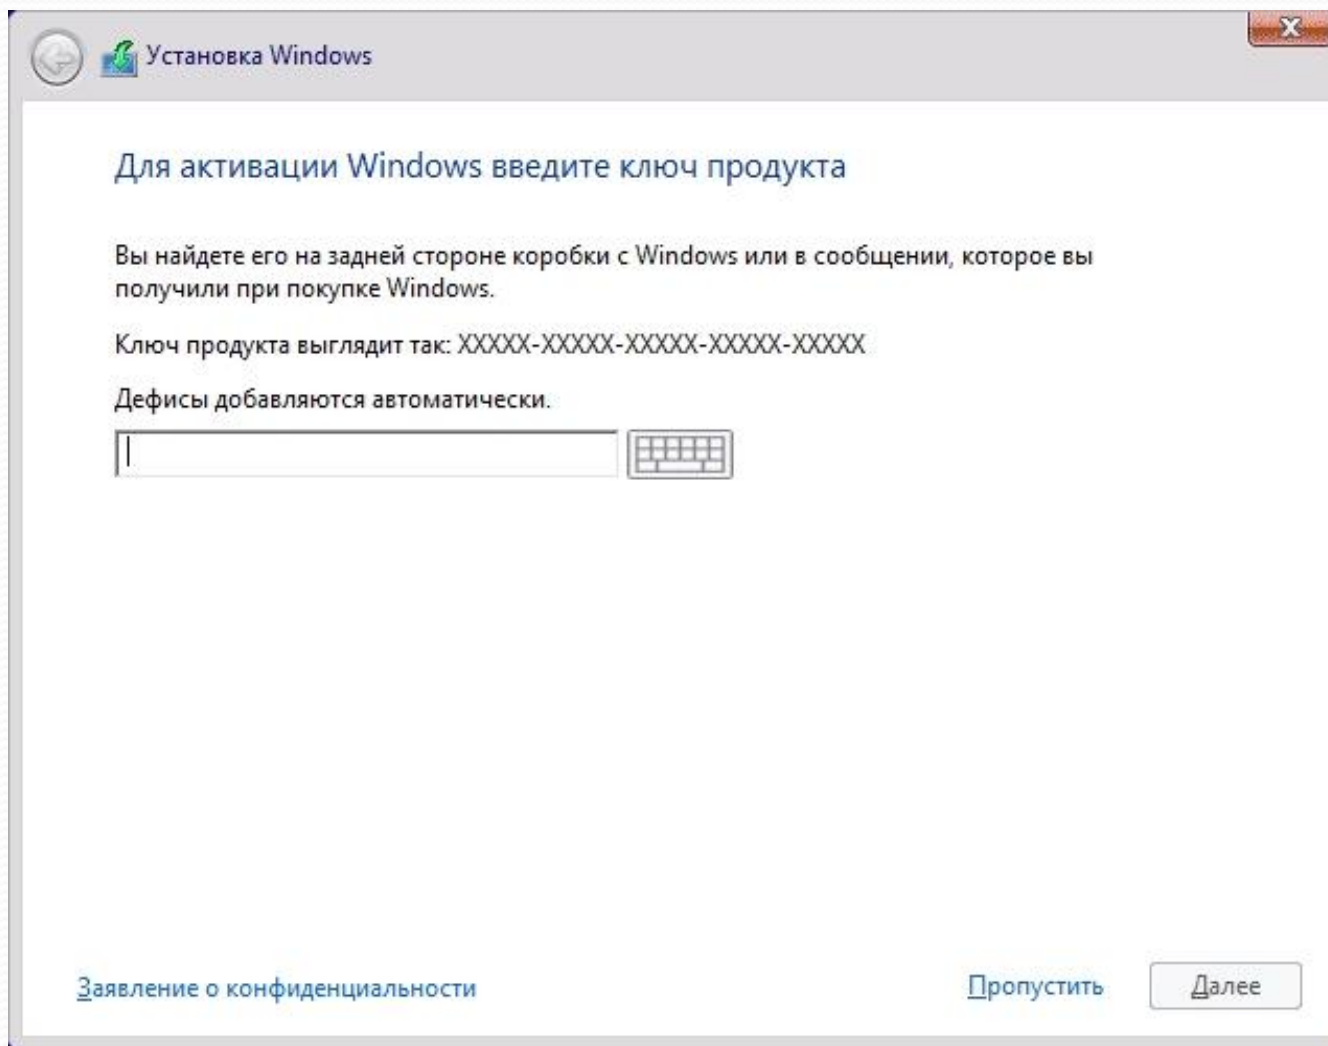 Установка Windows
Для активации Windows введите ключ продукта
Вы найдете его на задней стороне коробки с Windows или в сообщении, которое вы
получили при покупке Windows.
Ключ продукта выглядит так: XXXXX-XXXXX-XXXXX-XXXXX-XXXXX
Дефисы добавляются автоматически.
Заявление о конфиденциальности
Пропустить
Далее